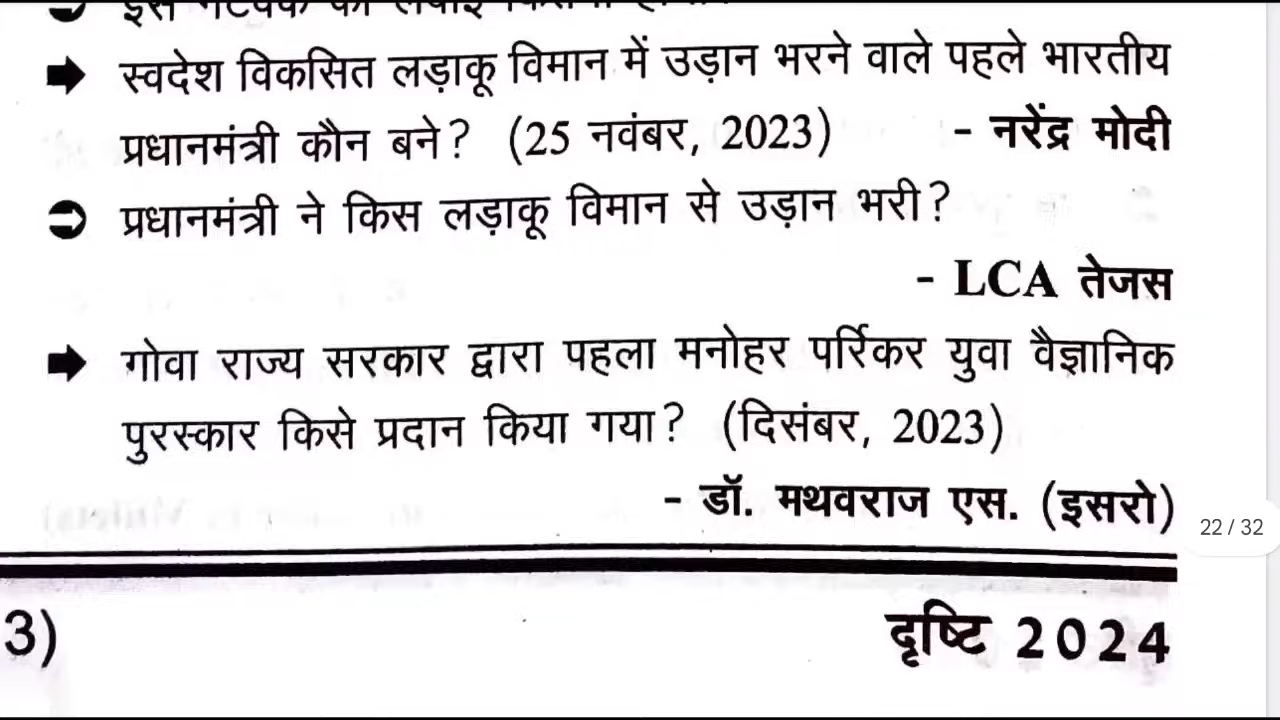 ➡ स्वदेश विकसित लड़ाकू विमान में उड़ान भरने वाले पहले भारतीय
प्रधानमंत्री कौन बने? (25 नवंबर, 2023) - नरेंद्र मोदी
⮊ प्रधानमंत्री ने किस लड़ाकू विमान से उड़ान भरी?
- LCA तेजस
➡ गोवा राज्य सरकार द्वारा पहला मनोहर पर्रिकर युवा वैज्ञानिक
पुरस्कार किसे प्रदान किया गया? (दिसंबर, 2023)
- डॉ. मथवराज एस. (इसरो)
22 / 32
3) दृष्टि 2024